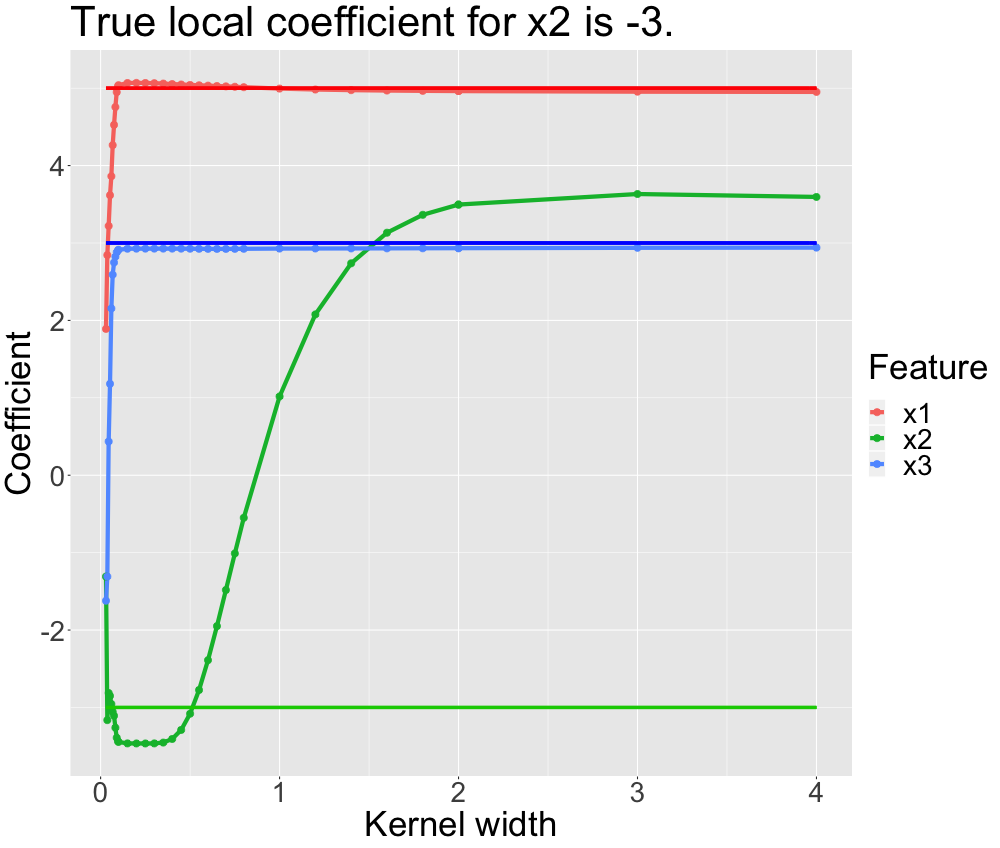 True local coefficient for x2 is -3.
Coefficient
4
2
0
-2
0 1 2 3 4
Kernel width
Feature
x1
x2
x3